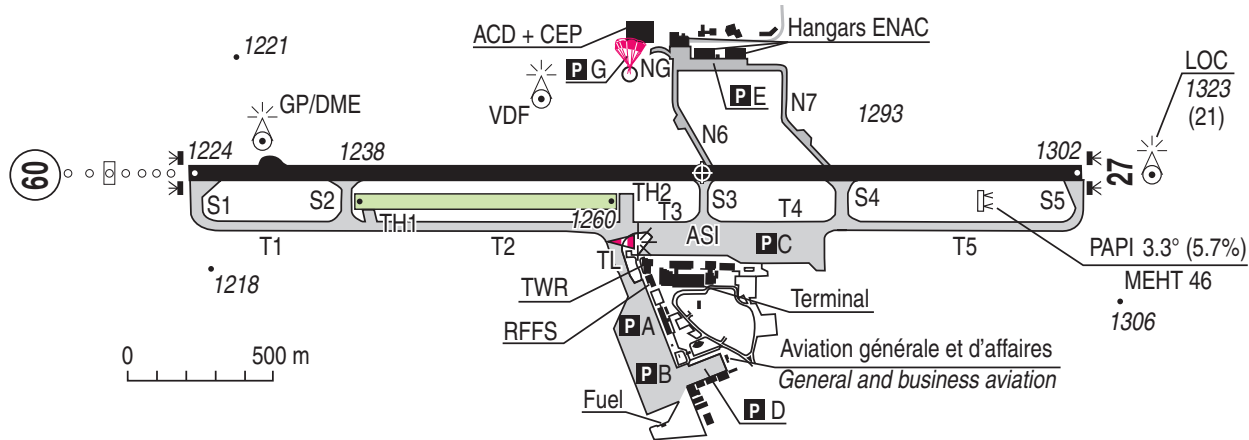 1221
ACD + CEP
Hangars ENAC
P G
NG
P E
N7
N6
1293
LOC
1323
(21)
VDF
GP/DME
1224
1238
1302
09
27
S1
S2
TH1
1260
TH2
T3
S3
T4
S4
S5
T1
T2
ASI
P C
T5
TL
PAPI 3.3° (5.7%)
MEHT 46
1218
TWR
RFFS
Terminal
1306
P A
P B
Aviation générale et d'affaires
General and business aviation
Fuel
P D
0 500 m